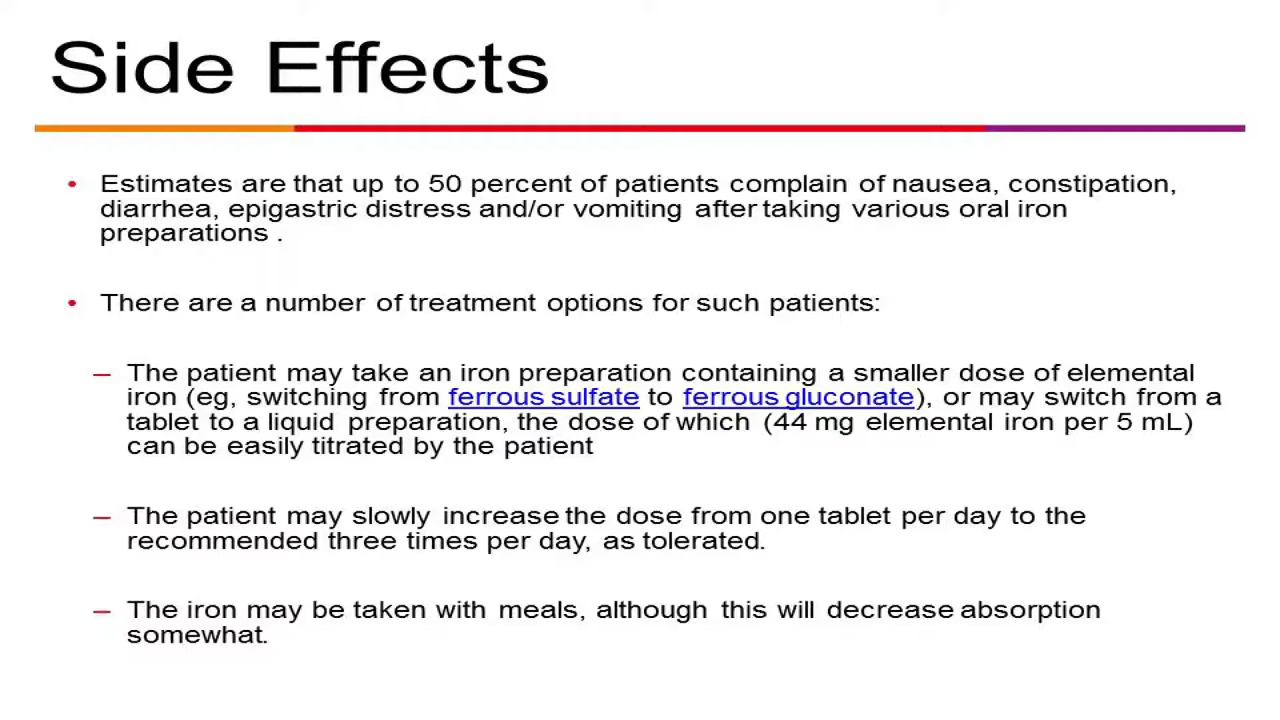 Side Effects
• Estimates are that up to 50 percent of patients complain of nausea, constipation,
diarrhea, epigastric distress and/or vomiting after taking various oral iron
preparations .
• There are a number of treatment options for such patients:
– The patient may take an iron preparation containing a smaller dose of elemental
iron (eg, switching from ferrous sulfate to ferrous gluconate), or may switch from a
tablet to a liquid preparation, the dose of which (44 mg elemental iron per 5 mL)
can be easily titrated by the patient
– The patient may slowly increase the dose from one tablet per day to the
recommended three times per day, as tolerated.
– The iron may be taken with meals, although this will decrease absorption
somewhat.